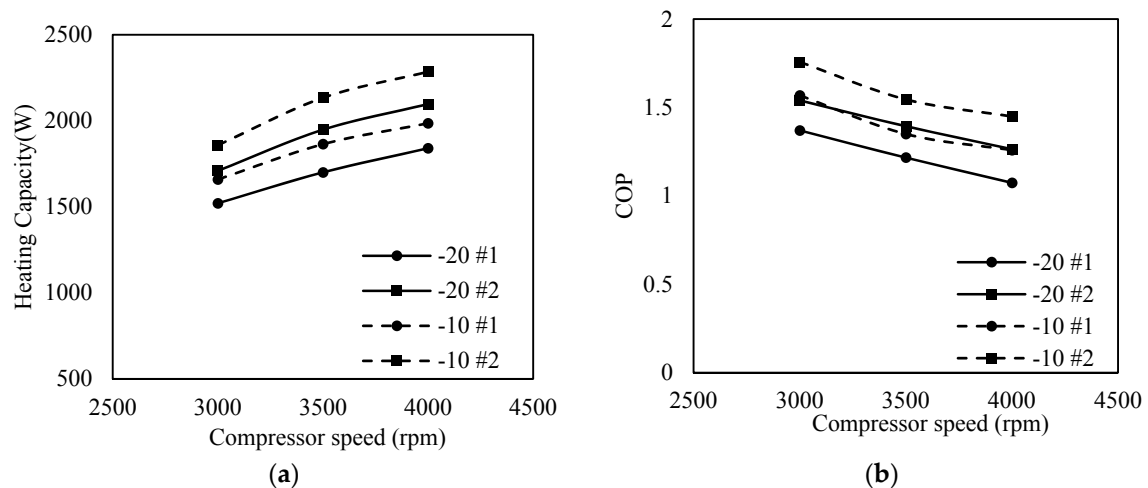 2500
2000
1500
1000
500
Heating Capacity(W)
-20 #1
-20 #2
-10 #1
-10 #2
2500 3000 3500 4000 4500
Compressor speed (rpm)
(a)
2
1.5
1
0.5
0
COP
-20 #1
-20 #2
-10 #1
-10 #2
2500 3000 3500 4000 4500
Compressor speed (rpm)
(b)